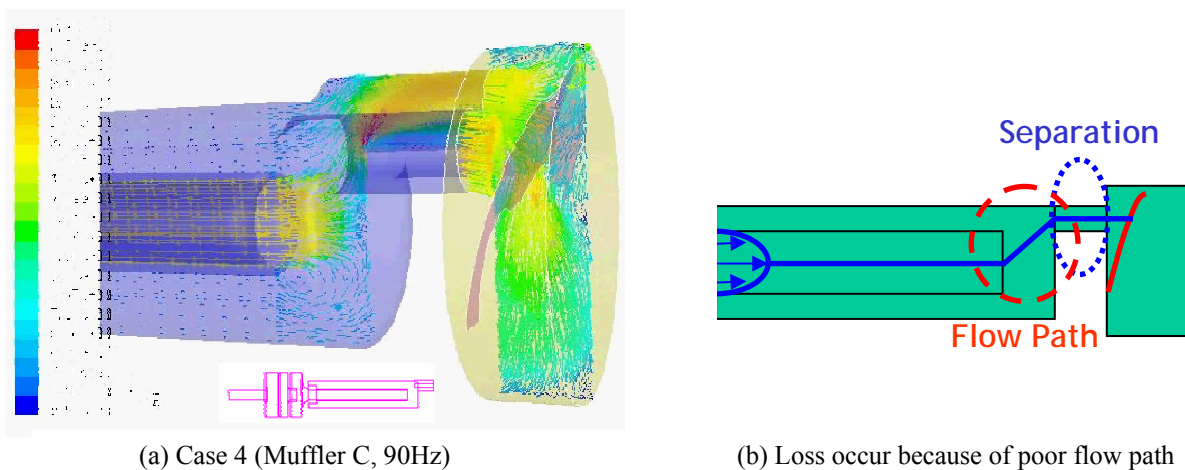 Separation
Flow Path
(a) Case 4 (Muffler C, 90Hz)
(b) Loss occur because of poor flow path